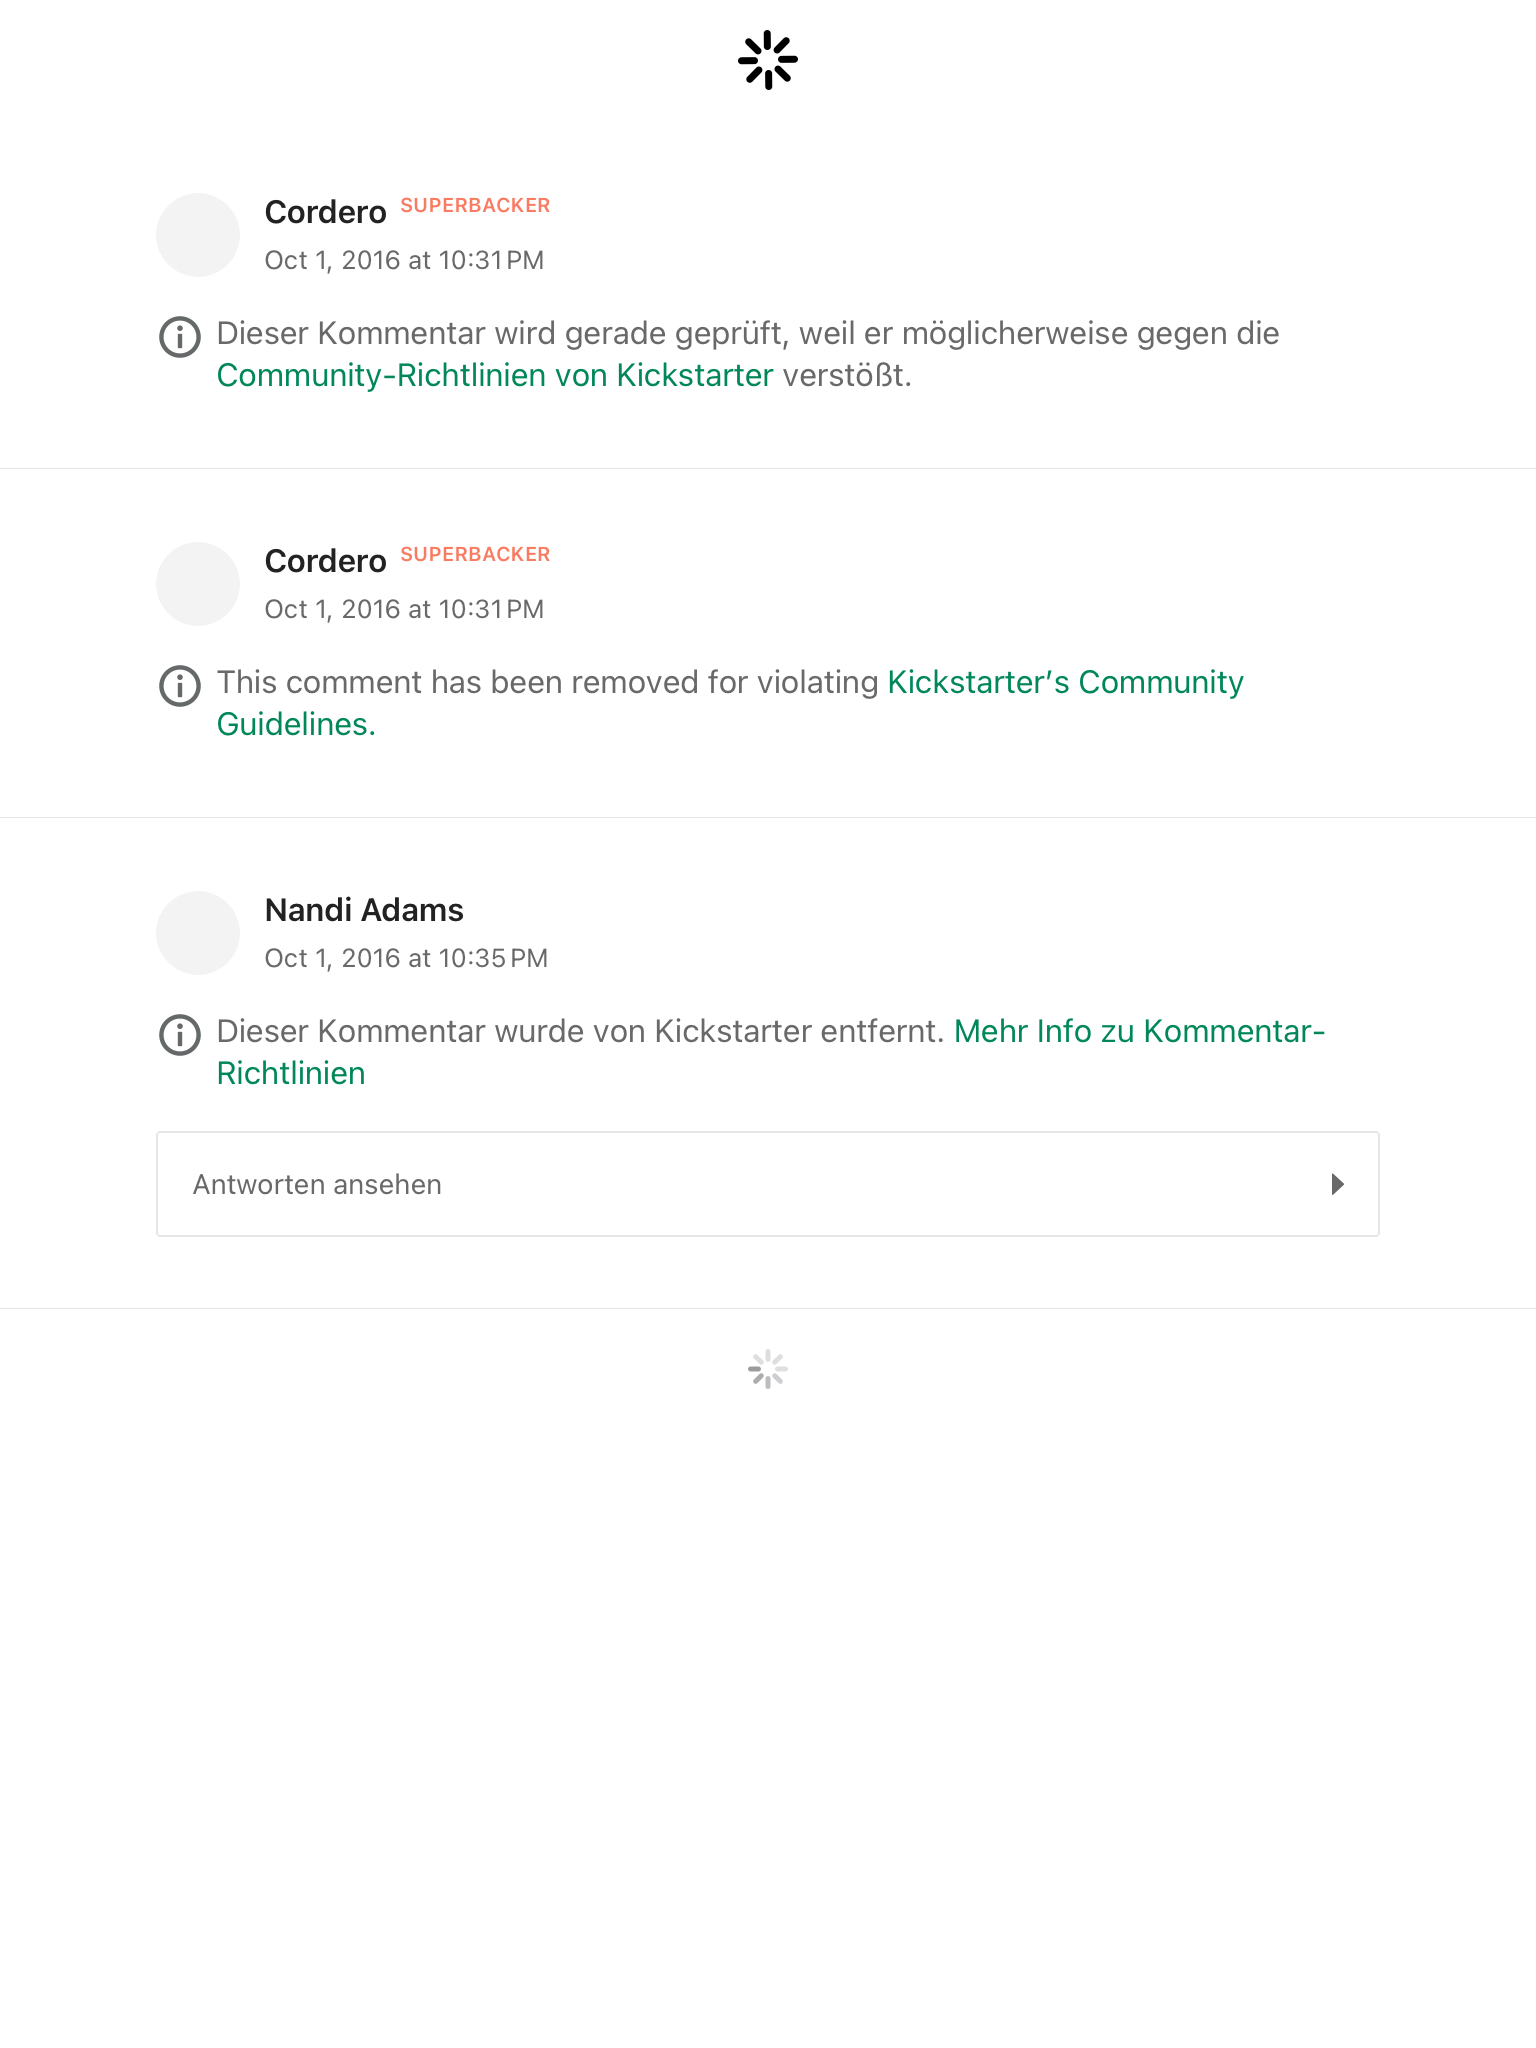 Cordero SUPERBACKER
Oct 1, 2016 at 10:31 PM
Dieser Kommentar wird gerade geprüft, weil er möglicherweise gegen die
Community-Richtlinien von Kickstarter verstößt.
Cordero SUPERBACKER
Oct 1, 2016 at 10:31 PM
This comment has been removed for violating Kickstarter’s Community
Guidelines.
Nandi Adams
Oct 1, 2016 at 10:35 PM
Dieser Kommentar wurde von Kickstarter entfernt. Mehr Info zu Kommentar-
Richtlinien
Antworten ansehen